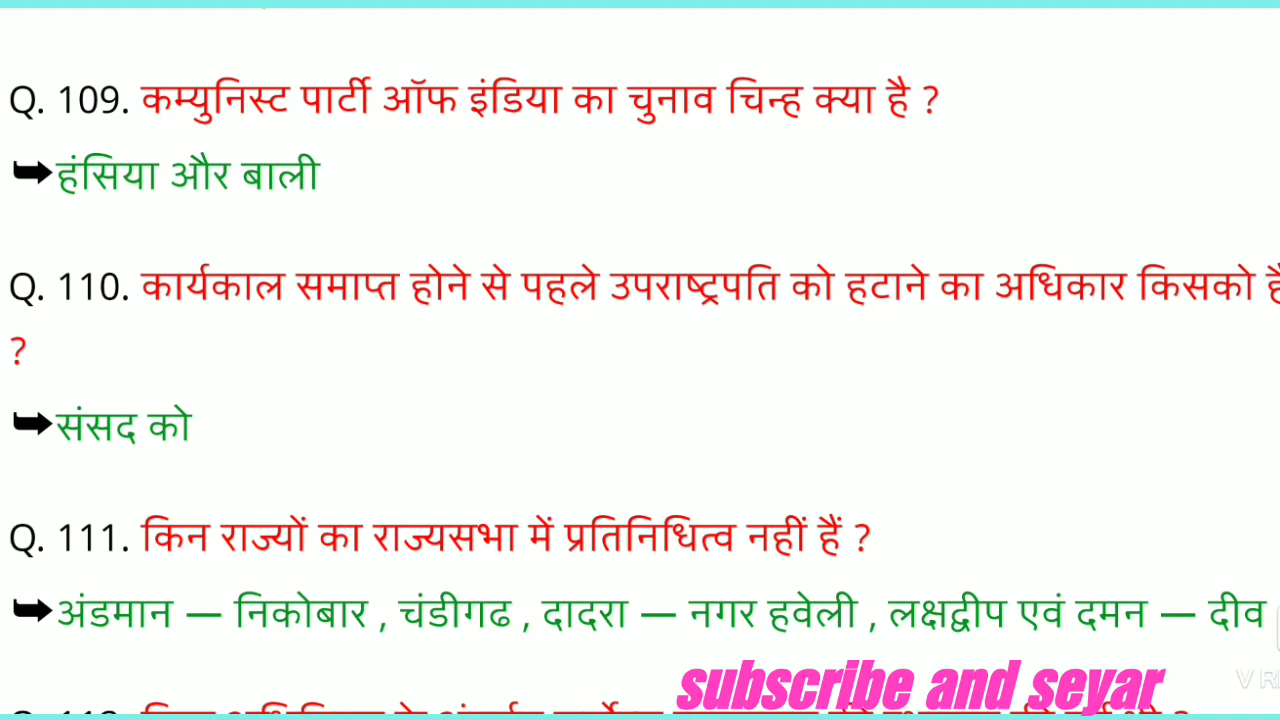 Q. 109. कम्युनिस्ट पार्टी ऑफ इंडिया का चुनाव चिन्ह क्या है ?
➥हंसिया और बाली
Q. 110. कार्यकाल समाप्त होने से पहले उपराष्ट्रपति को हटाने का अधिकार किसको है
?
➥संसद को
Q. 111. किन राज्यों का राज्यसभा में प्रतिनिधित्व नहीं हैं ?
➥अंडमान — निकोबार , चंडीगढ , दादरा — नगर हवेली , लक्षद्वीप एवं दमन — दीव
subscribe and seyar